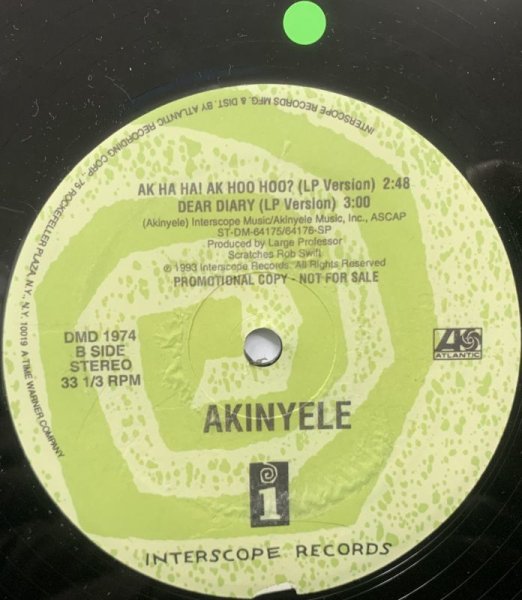 INTERSCOPE RECORDS MFG. & DIST. BY ATLANTIC RECORDING CORP., 75 ROCKEFELLER PLAZA, N.Y., N.Y. 10019 A TIME WARNER COMPANY
AK HA HA! AK HOO HOO? (LP Version) 2:48
DEAR DIARY (LP Version) 3:00
(Akinyele) Interscope Music/Akinyele Music, Inc., ASCAP
ST-DM-64175/64176-SP
Produced by Large Professor
Scratches Rob Swift
℗ 1993 Interscope Records. All Rights Reserved
PROMOTIONAL COPY - NOT FOR SALE
DMD 1974
B SIDE
STEREO
33 1/3 RPM
ATLANTIC
AKINYELE
i
INTERSCOPE RECORDS